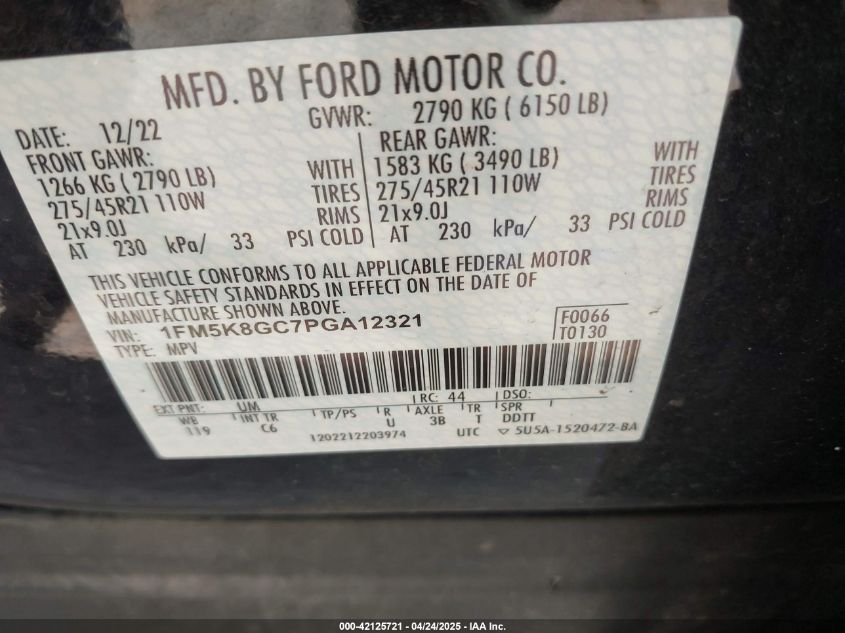 MFD. BY FORD MOTOR CO.
DATE: 12/22 GVWR: 2790 KG ( 6150 LB)
FRONT GAWR: REAR GAWR:
1266 KG ( 2790 LB) WITH 1583 KG ( 3490 LB) WITH
275/45R21 110W TIRES 275/45R21 110W TIRES
21x9.0J RIMS 21x9.0J RIMS
AT 230 kPa/ 33 PSI COLD AT 230 kPa/ 33 PSI COLD
THIS VEHICLE CONFORMS TO ALL APPLICABLE FEDERAL MOTOR
VEHICLE SAFETY STANDARDS IN EFFECT ON THE DATE OF
MANUFACTURE SHOWN ABOVE.
VIN: 1FM5K8GC7PGA12321 F0066
TYPE: MPV T0130
EXT PNT: UM RC: 44 DSO:
WB INT TR TP/PS R AXLE TR SPR
119 C6 U 3B T DDTT
1202212203974 UTC ▽ 5U5A-1520472-BA
000-42125721 - 04/24/2025 - IAA Inc.